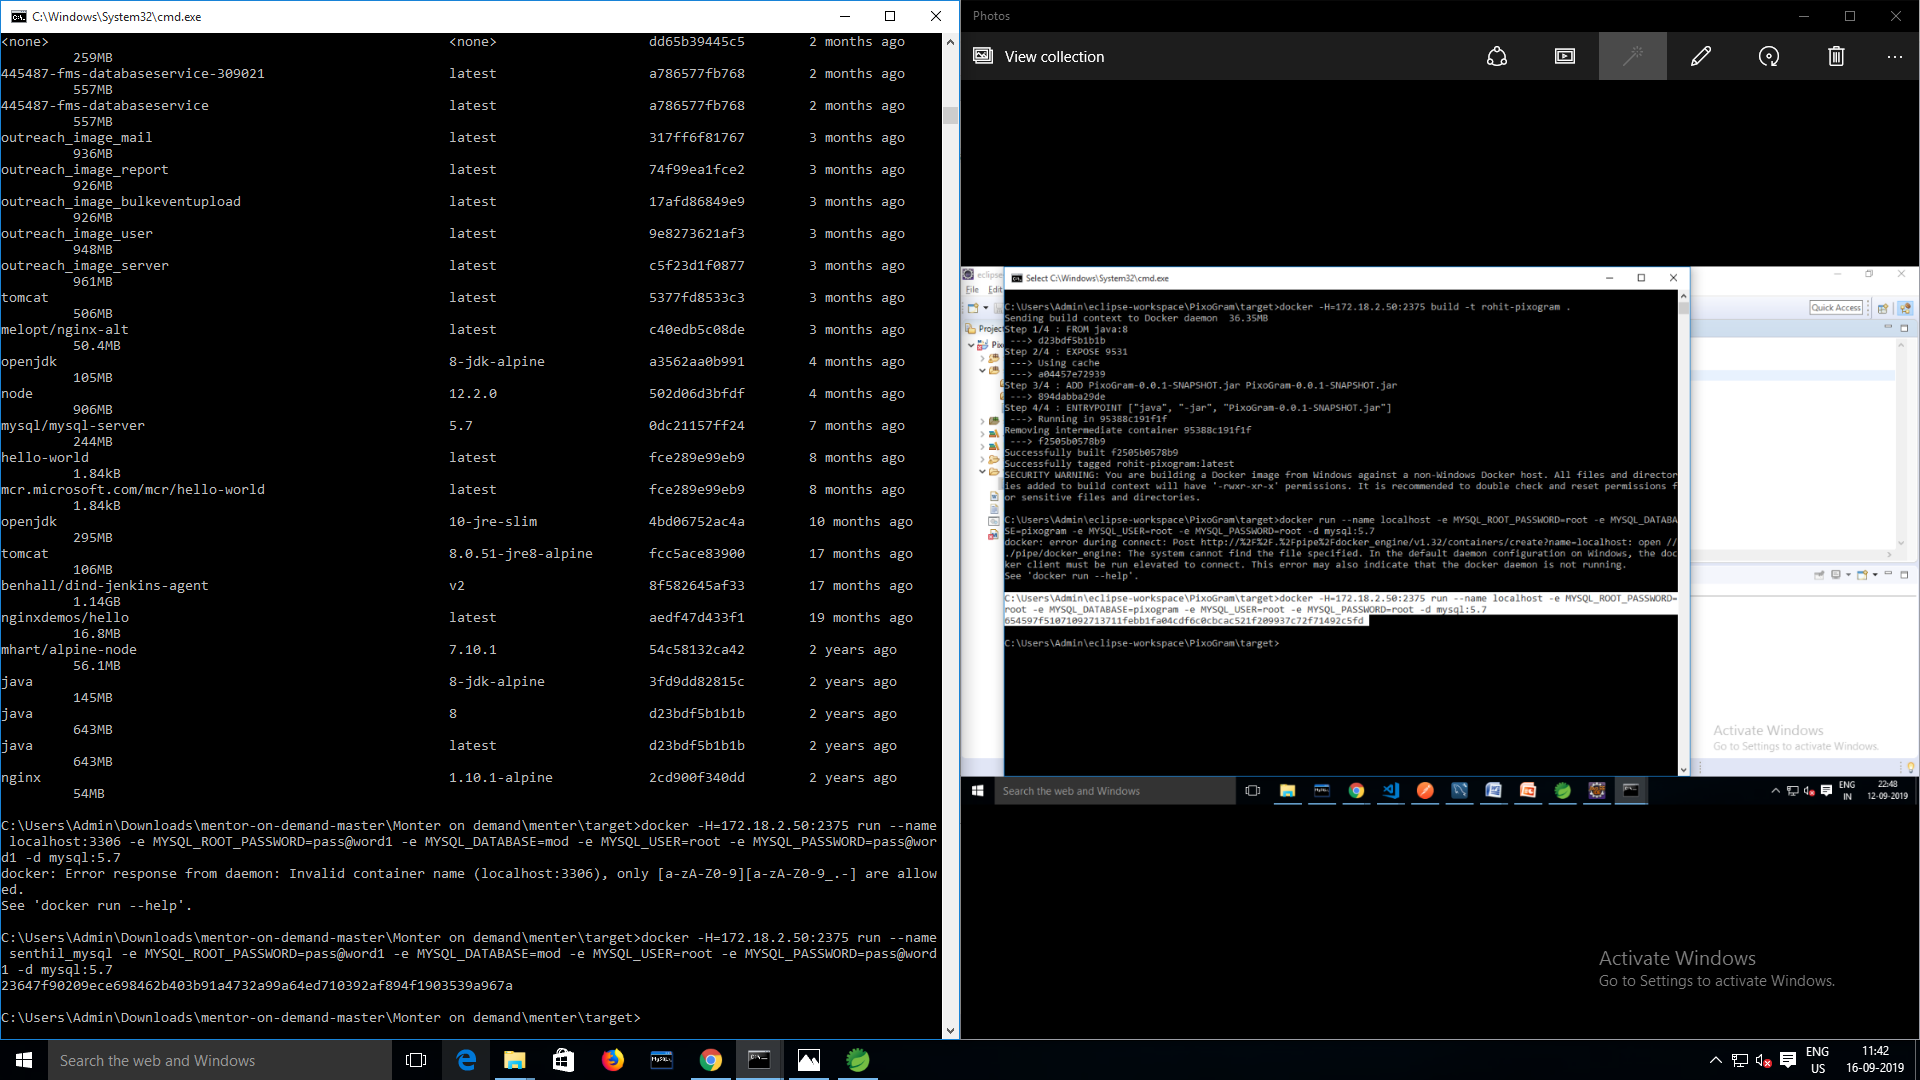 C:\Windows\System32\cmd.exe
<none> <none> dd65b39445c5 2 months ago
259MB
445487-fms-databaseservice-309021 latest a786577fb768 2 months ago
557MB
445487-fms-databaseservice latest a786577fb768 2 months ago
557MB
outreach_image_mail latest 317ff6f81767 3 months ago
936MB
outreach_image_report latest 74f99ea1fce2 3 months ago
926MB
outreach_image_bulkeventupload latest 17afd86849e9 3 months ago
926MB
outreach_image_user latest 9e8273621af3 3 months ago
948MB
outreach_image_server latest c5f23d1f0877 3 months ago
961MB
tomcat latest 5377fd8533c3 3 months ago
506MB
melopt/nginx-alt latest c40edb5c08de 3 months ago
50.4MB
openjdk 8-jdk-alpine a3562aa0b991 4 months ago
105MB
node 12.2.0 502d06d3bfdf 4 months ago
906MB
mysql/mysql-server 5.7 0dc21157ff24 7 months ago
244MB
hello-world latest fce289e99eb9 8 months ago
1.84kB
mcr.microsoft.com/mcr/hello-world latest fce289e99eb9 8 months ago
1.84kB
openjdk 10-jre-slim 4bd06752ac4a 10 months ago
295MB
tomcat 8.0.51-jre8-alpine fcc5ace83900 17 months ago
106MB
benhall/dind-jenkins-agent v2 8f582645af33 17 months ago
1.14GB
nginxdemos/hello latest aedf47d433f1 19 months ago
16.8MB
mhart/alpine-node 7.10.1 54c58132ca42 2 years ago
56.1MB
java 8-jdk-alpine 3fd9dd82815c 2 years ago
145MB
java 8 d23bdf5b1b1b 2 years ago
643MB
java latest d23bdf5b1b1b 2 years ago
643MB
nginx 1.10.1-alpine 2cd900f340dd 2 years ago
54MB
C:\Users\Admin\Downloads\mentor-on-demand-master\Monter on demand\menter\target>docker -H=172.18.2.50:2375 run --name
localhost:3306 -e MYSQL_ROOT_PASSWORD=pass@word1 -e MYSQL_DATABASE=mod -e MYSQL_USER=root -e MYSQL_PASSWORD=pass@wor
d1 -d mysql:5.7
docker: Error response from daemon: Invalid container name (localhost:3306), only [a-zA-Z0-9][a-zA-Z0-9_.-] are allow
ed.
See 'docker run --help'.
C:\Users\Admin\Downloads\mentor-on-demand-master\Monter on demand\menter\target>docker -H=172.18.2.50:2375 run --name
senthil_mysql -e MYSQL_ROOT_PASSWORD=pass@word1 -e MYSQL_DATABASE=mod -e MYSQL_USER=root -e MYSQL_PASSWORD=pass@word
1 -d mysql:5.7
23647f90209ece698462b403b91a4732a99a64ed710392af894f1903539a967a
C:\Users\Admin\Downloads\mentor-on-demand-master\Monter on demand\menter\target>
Photos
View collection
eclipse
File Edit
Quick Access
Project
Select C:\Windows\System32\cmd.exe
C:\Users\Admin\eclipse-workspace\PixoGram\target>docker -H=172.18.2.50:2375 build -t rohit-pixogram .
Sending build context to Docker daemon 36.35MB
Step 1/4 : FROM java:8
---> d23bdf5b1b1b
Step 2/4 : EXPOSE 9531
---> Using cache
---> a04457e72939
Step 3/4 : ADD PixoGram-0.0.1-SNAPSHOT.jar PixoGram-0.0.1-SNAPSHOT.jar
---> 894dabba29de
Step 4/4 : ENTRYPOINT ["java", "-jar", "PixoGram-0.0.1-SNAPSHOT.jar"]
---> Running in 95388c191f1f
Removing intermediate container 95388c191f1f
---> f2505b0578b9
Successfully built f2505b0578b9
Successfully tagged rohit-pixogram:latest
SECURITY WARNING: You are building a Docker image from Windows against a non-Windows Docker host. All files and director
ies added to build context will have '-rwxr-xr-x' permissions. It is recommended to double check and reset permissions f
or sensitive files and directories.
C:\Users\Admin\eclipse-workspace\PixoGram\target>docker run --name localhost -e MYSQL_ROOT_PASSWORD=root -e MYSQL_DATABA
SE=pixogram -e MYSQL_USER=root -e MYSQL_PASSWORD=root -d mysql:5.7
docker: error during connect: Post http://%2F%2F.%2Fpipe%2Fdocker_engine/v1.32/containers/create?name=localhost: open //
./pipe/docker_engine: The system cannot find the file specified. In the default daemon configuration on Windows, the doc
ker client must be run elevated to connect. This error may also indicate that the docker daemon is not running.
See 'docker run --help'.
C:\Users\Admin\eclipse-workspace\PixoGram\target>docker -H=172.18.2.50:2375 run --name localhost -e MYSQL_ROOT_PASSWORD=
root -e MYSQL_DATABASE=pixogram -e MYSQL_USER=root -e MYSQL_PASSWORD=root -d mysql:5.7
654597f51071092713711febb1fa04cdf6c0cbcac521f209937c72f71492c5fd
C:\Users\Admin\eclipse-workspace\PixoGram\target>
Activate Windows
Go to Settings to activate Windows.
Search the web and Windows
ENG
IN
22:48
12-09-2019
Activate Windows
Go to Settings to activate Windows.
Search the web and Windows
ENG
US
11:42
16-09-2019